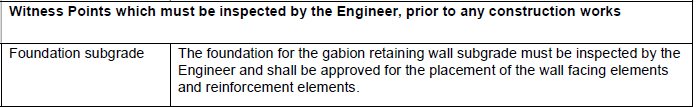 Witness Points which must be inspected by the Engineer, prior to any construction works
Foundation subgrade
The foundation for the gabion retaining wall subgrade must be inspected by the
Engineer and shall be approved for the placement of the wall facing elements
and reinforcement elements.